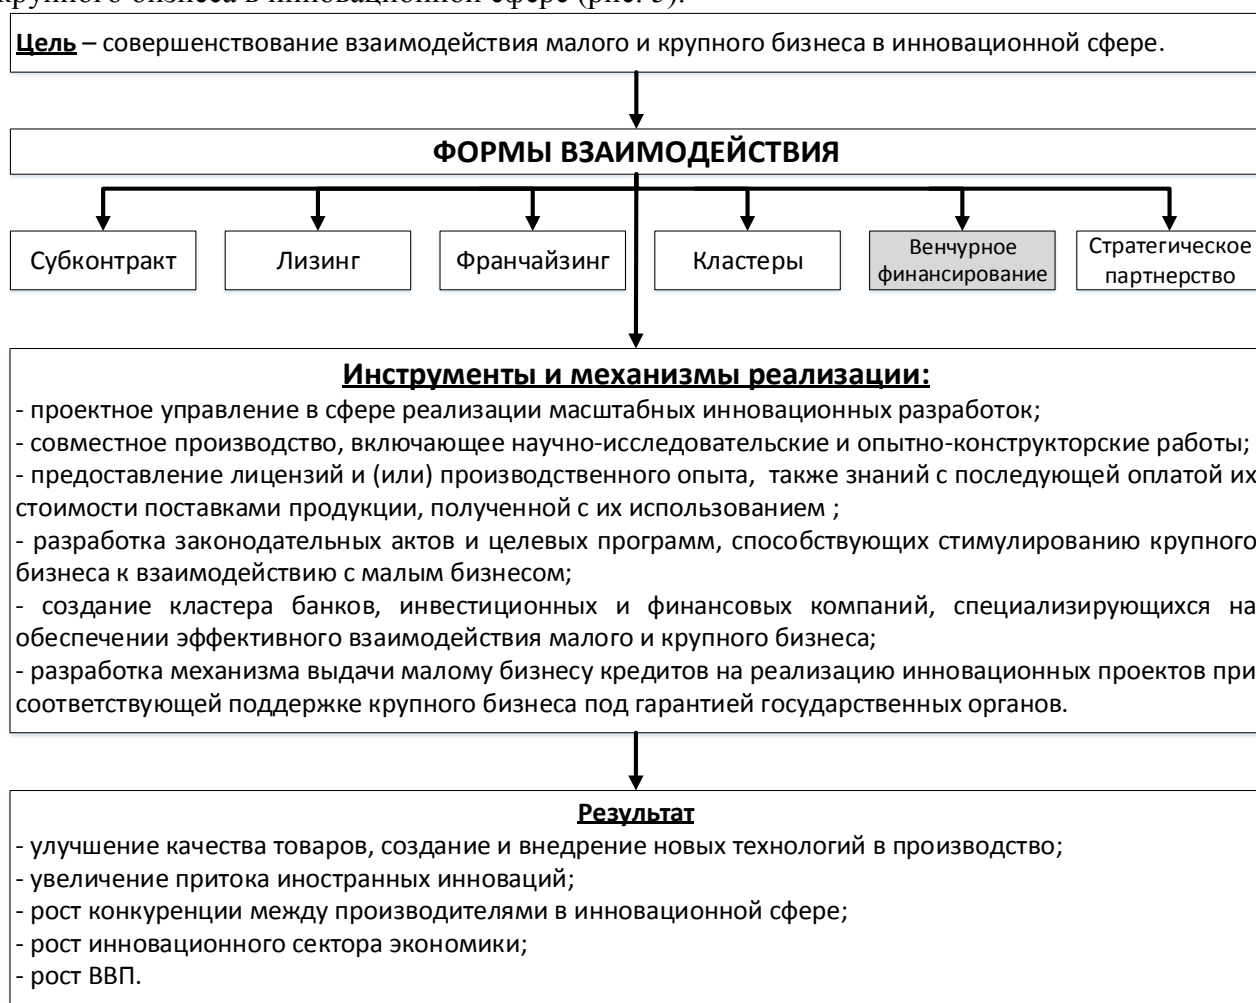 крупного бизнеса в инновационной сфере (рис. 3).
Цель – совершенствование взаимодействия малого и крупного бизнеса в инновационной сфере.
ФОРМЫ ВЗАИМОДЕЙСТВИЯ
Субконтракт
Лизинг
Франчайзинг
Кластеры
Венчурное
финансирование
Стратегическое
партнерство
Инструменты и механизмы реализации:
- проектное управление в сфере реализации масштабных инновационных разработок;
- совместное производство, включающее научно-исследовательские и опытно-конструкторские работы;
- предоставление лицензий и (или) производственного опыта, также знаний с последующей оплатой их
стоимости поставками продукции, полученной с их использованием ;
- разработка законодательных актов и целевых программ, способствующих стимулированию крупного
бизнеса к взаимодействию с малым бизнесом;
- создание кластера банков, инвестиционных и финансовых компаний, специализирующихся на
обеспечении эффективного взаимодействия малого и крупного бизнеса;
- разработка механизма выдачи малому бизнесу кредитов на реализацию инновационных проектов при
соответствующей поддержке крупного бизнеса под гарантией государственных органов.
Результат
- улучшение качества товаров, создание и внедрение новых технологий в производство;
- увеличение притока иностранных инноваций;
- рост конкуренции между производителями в инновационной сфере;
- рост инновационного сектора экономики;
- рост ВВП.